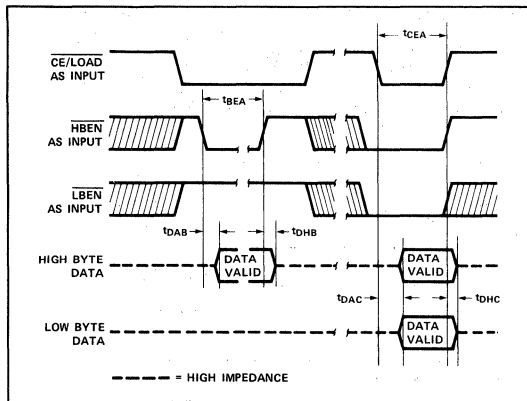 tCEA
CE/LOAD
AS INPUT
tBEA
HBEN
AS INPUT
LBEN
AS INPUT
tDAB
tDHB
HIGH BYTE
DATA
DATA
VALID
DATA
VALID
tDAC
tDHC
LOW BYTE
DATA
DATA
VALID
= HIGH IMPEDANCE